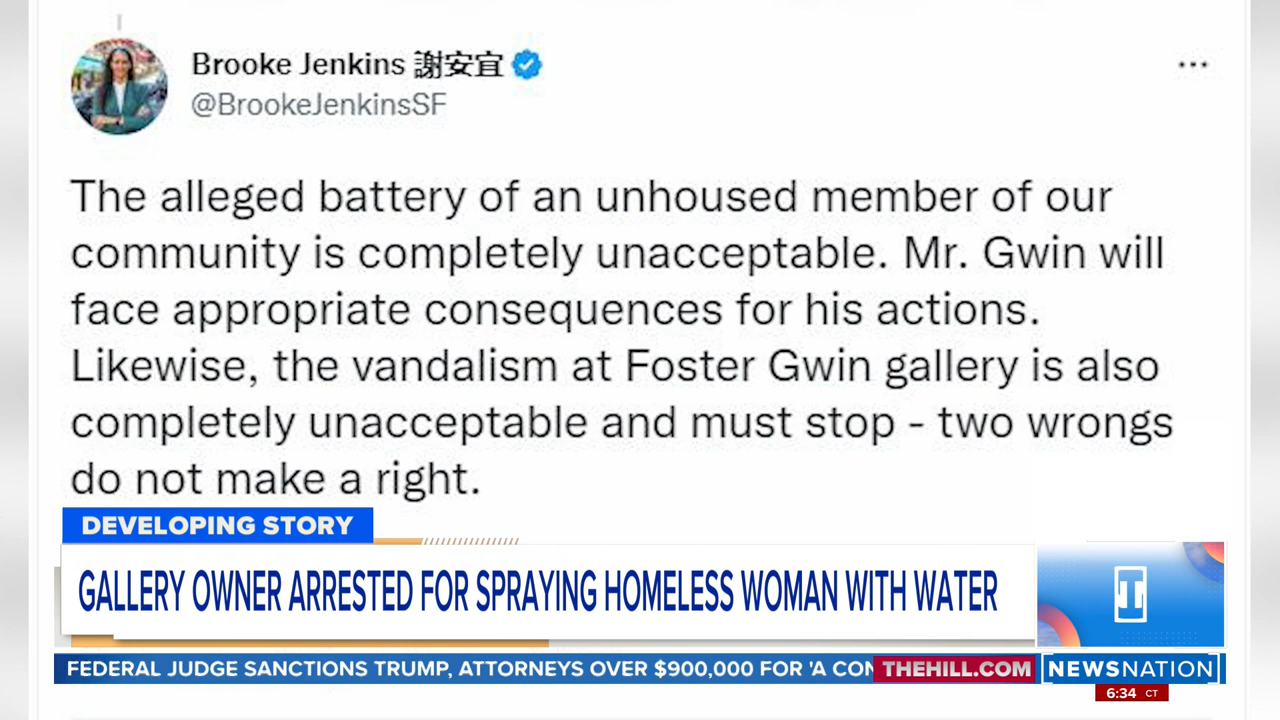 Brooke Jenkins 謝安宜
@BrookeJenkinsSF
The alleged battery of an unhoused member of our
community is completely unacceptable. Mr. Gwin will
face appropriate consequences for his actions.
Likewise, the vandalism at Foster Gwin gallery is also
completely unacceptable and must stop - two wrongs
do not make a right.
DEVELOPING STORY
GALLERY OWNER ARRESTED FOR SPRAYING HOMELESS WOMAN WITH WATER
FEDERAL JUDGE SANCTIONS TRUMP, ATTORNEYS OVER $900,000 FOR 'A CON
THEHILL.COM
NEWSNATION
6:34 CT